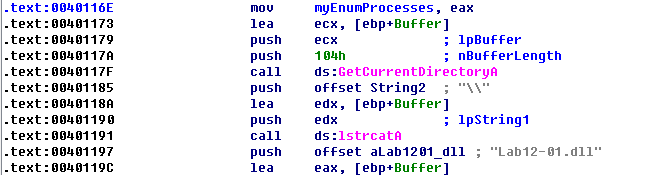 .text:0040116E mov myEnumProcesses, eax
.text:00401173 lea ecx, [ebp+Buffer]
.text:00401179 push ecx ; lpBuffer
.text:0040117A push 104h ; nBufferLength
.text:0040117F call ds:GetCurrentDirectoryA
.text:00401185 push offset String2 ; "\\"
.text:0040118A lea edx, [ebp+Buffer]
.text:00401190 push edx ; lpString1
.text:00401191 call ds:lstrcatA
.text:00401197 push offset aLab1201_dll ; "Lab12-01.dll"
.text:0040119C lea eax, [ebp+Buffer]